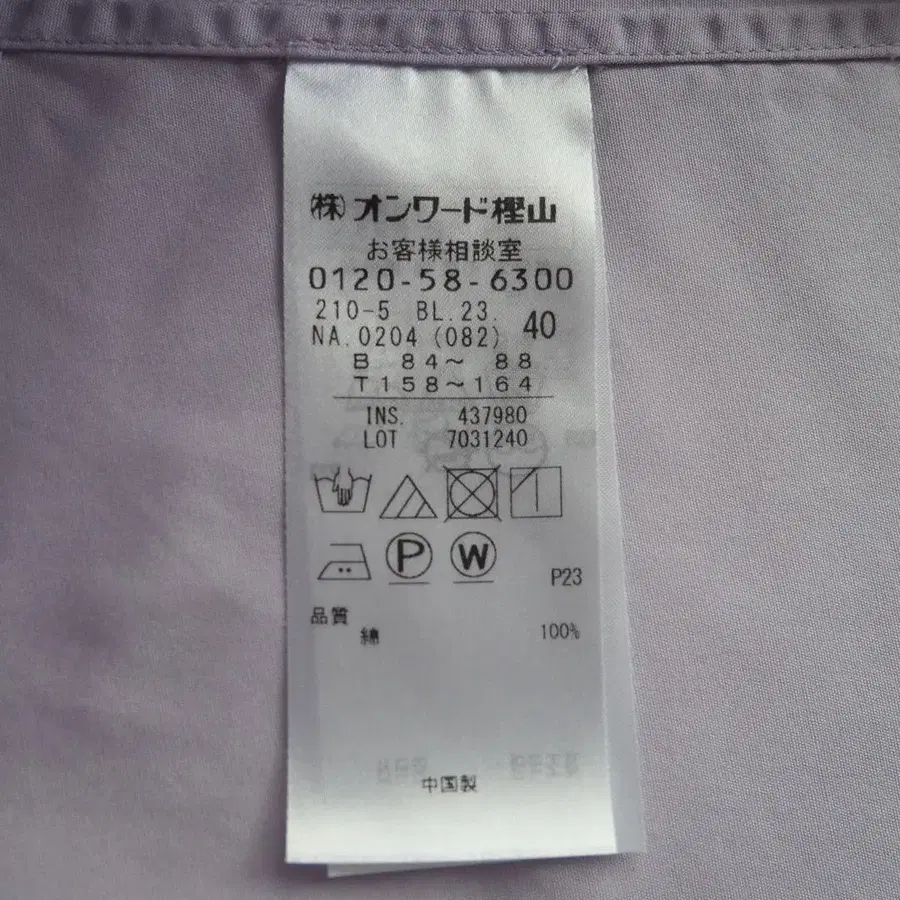 ㈱オンワード樫山
お客様相談室
0120-58-6300
210-5 BL.23.
NA.0204(082) 40
B 84～ 88
T158～164
INS. 437980
LOT 7031240
P
W
P23
品質
綿 100%
中国製